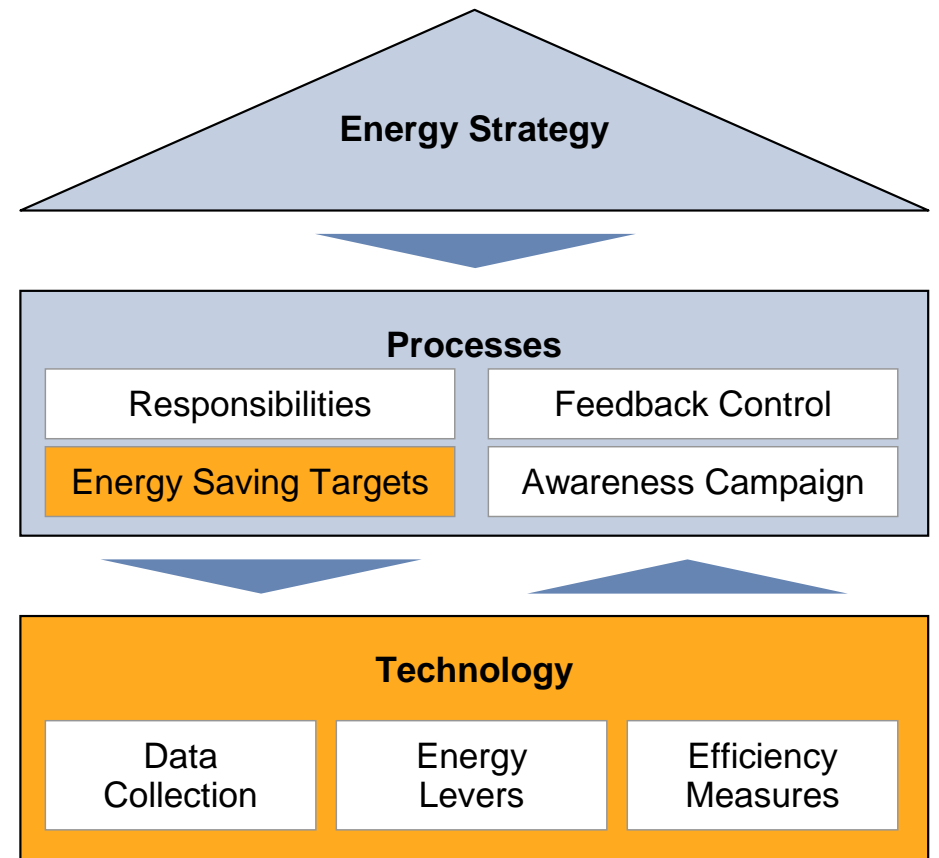 Energy Strategy
Processes
Responsibilities
Feedback Control
Energy Saving Targets
Awareness Campaign
Technology
Data
Collection
Energy
Levers
Efficiency
Measures